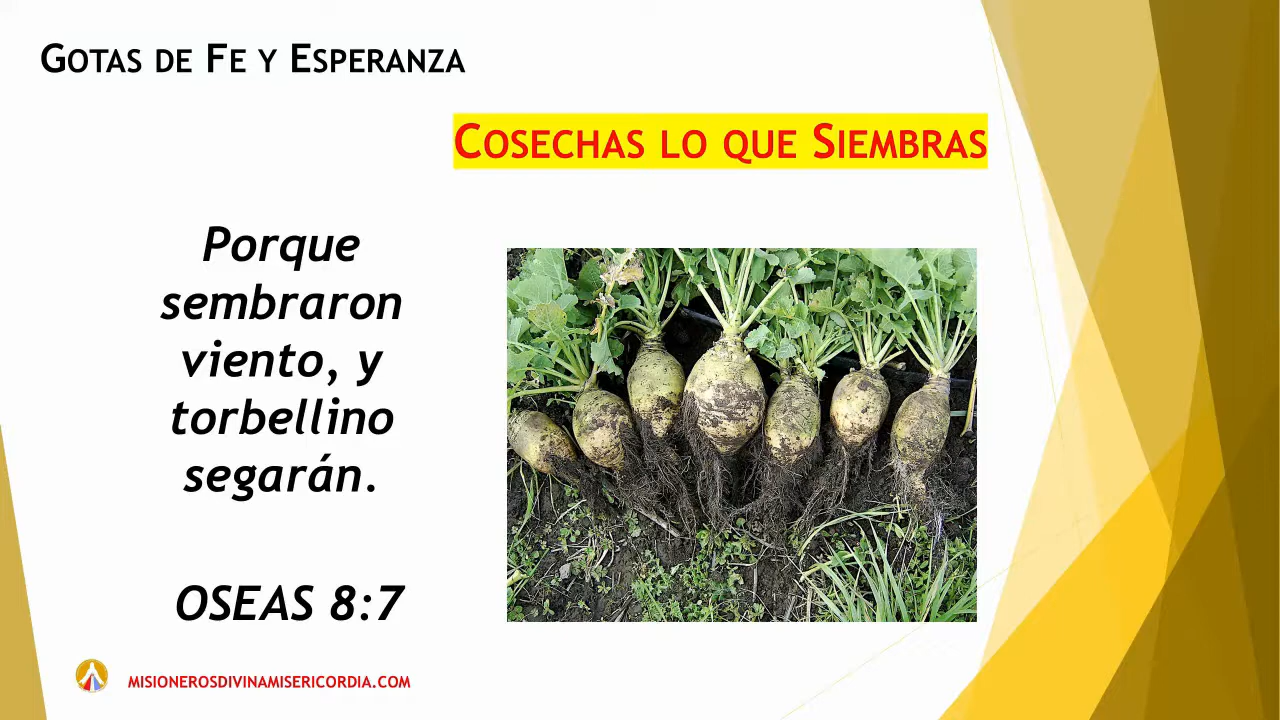 Gotas de Fe y Esperanza
Cosechas lo que Siembras
Porque
sembraron
viento, y
torbellino
segarán.
OSEAS 8:7
MISIONEROSDIVINAMISERICORDIA.COM